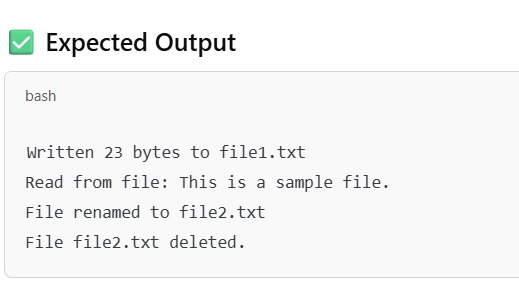 ✅ Expected Output
bash
Written 23 bytes to file1.txt
Read from file: This is a sample file.
File renamed to file2.txt
File file2.txt deleted.